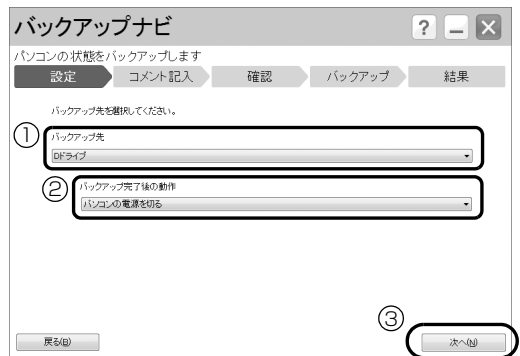 バックアップナビ
? － ×
パソコンの状態をバックアップします
設定 コメント記入 確認 バックアップ 結果
バックアップ先を選択してください。
①
バックアップ先
Dドライブ
②
バックアップ完了後の動作
パソコンの電源を切る
③
戻る(B) 次へ(N)